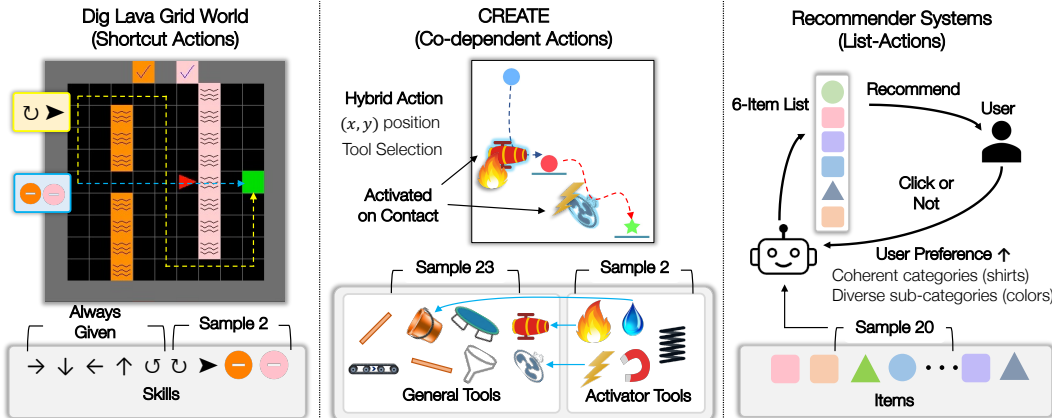 Dig Lava Grid World
(Shortcut Actions)
Always
Given
Sample 2
Skills
CREATE
(Co-dependent Actions)
Hybrid Action
(x, y) position
Tool Selection
Activated
on Contact
Sample 23
Sample 2
General Tools
Activator Tools
Recommender Systems
(List-Actions)
6-Item List
Recommend
User
Click or
Not
User Preference ↑
Coherent categories (shirts)
Diverse sub-categories (colors)
Sample 20
Items